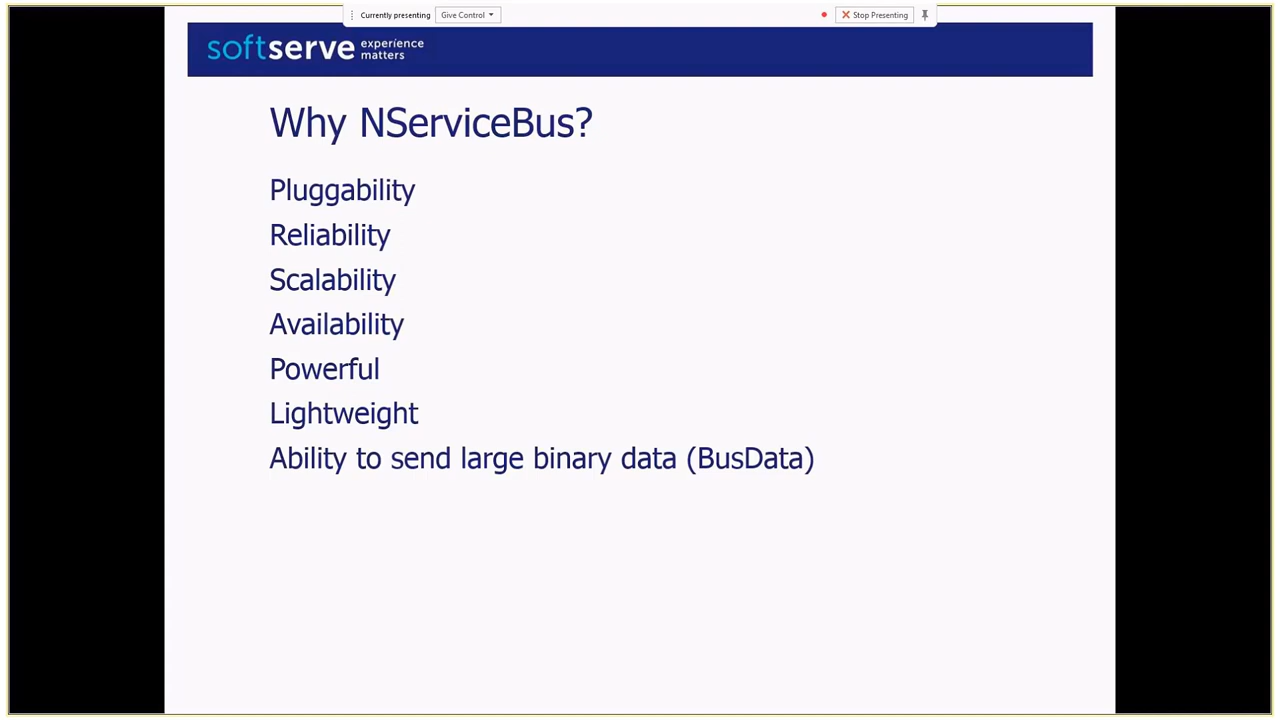 Currently presenting Give Control Stop Presenting
softserve experience matters
Why NServiceBus?
Pluggability
Reliability
Scalability
Availability
Powerful
Lightweight
Ability to send large binary data (BusData)